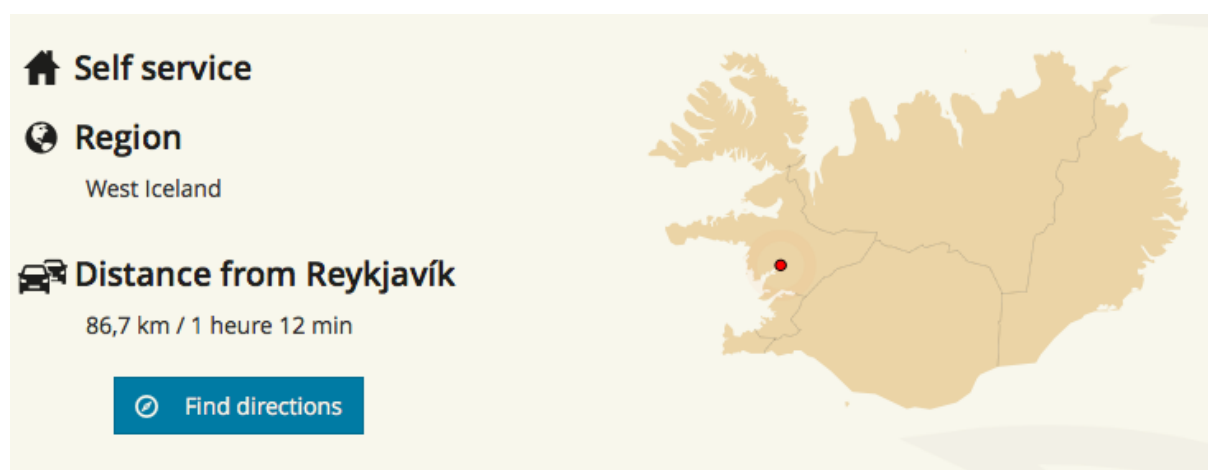 Self service
Region
West Iceland
Distance from Reykjavík
86,7 km / 1 heure 12 min
Find directions